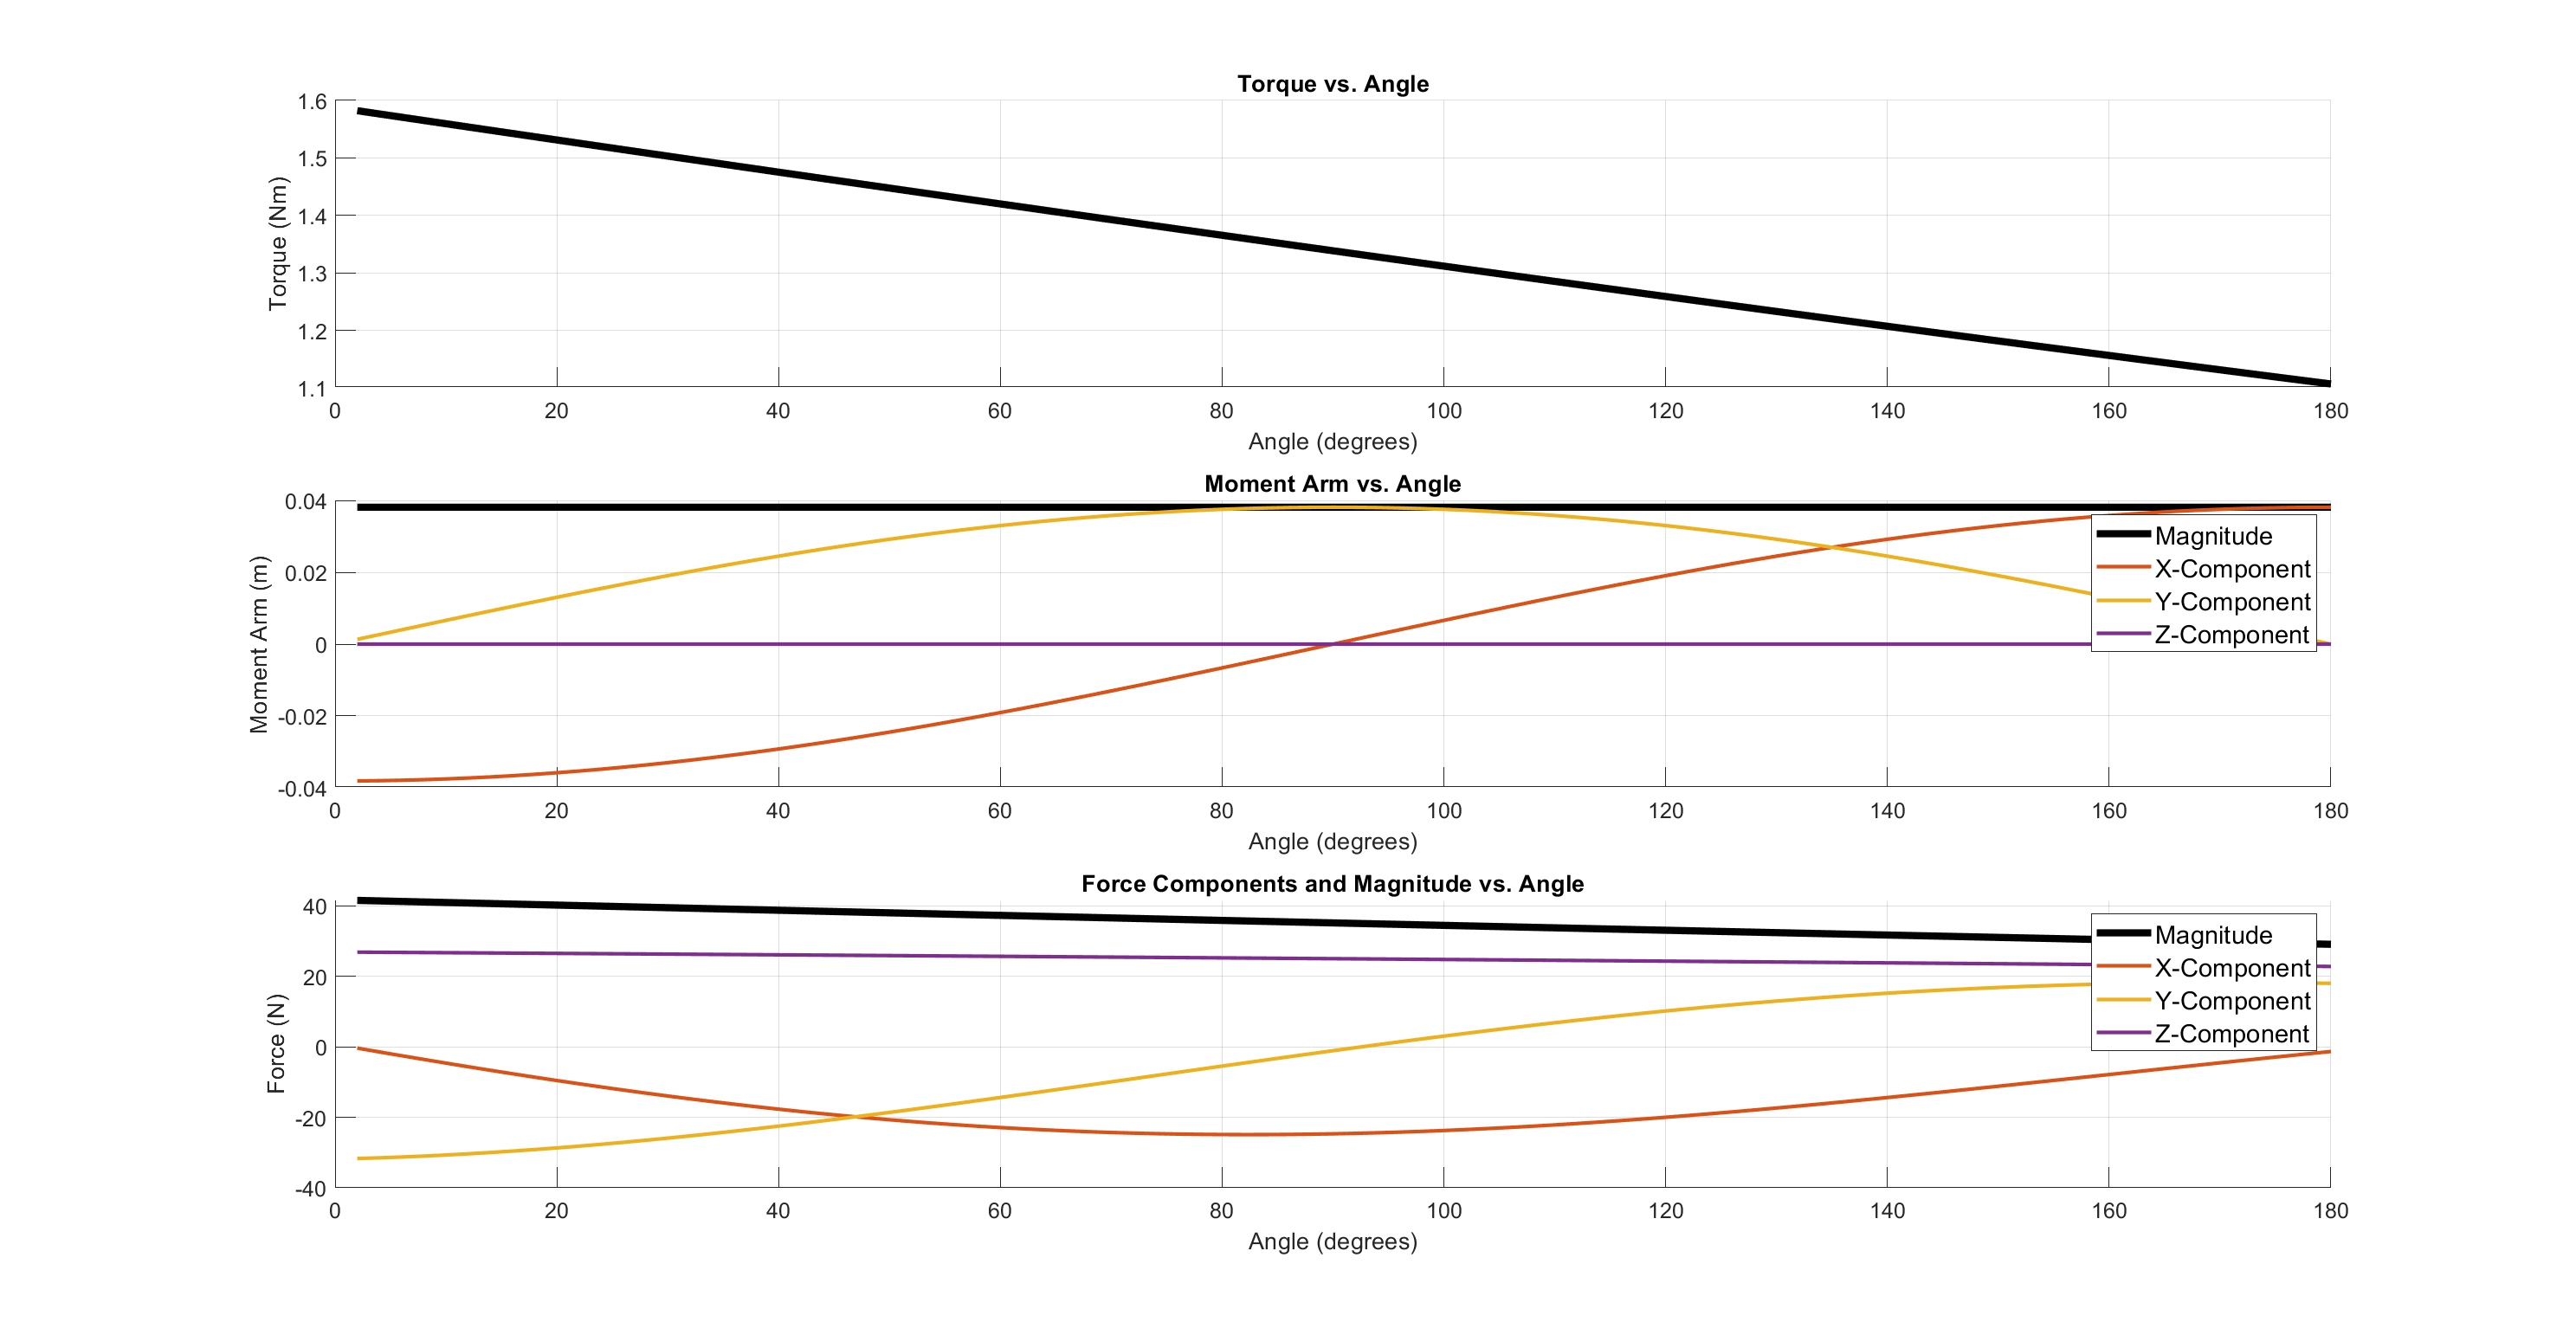 Torque vs. Angle
Torque (Nm)
1.6
1.5
1.4
1.3
1.2
1.1
0 20 40 60 80 100 120 140 160 180
Angle (degrees)
Moment Arm vs. Angle
Moment Arm (m)
0.04
0.02
0
-0.02
-0.04
Magnitude
X-Component
Y-Component
Z-Component
0 20 40 60 80 100 120 140 160 180
Angle (degrees)
Force Components and Magnitude vs. Angle
Force (N)
40
20
0
-20
-40
Magnitude
X-Component
Y-Component
Z-Component
0 20 40 60 80 100 120 140 160 180
Angle (degrees)